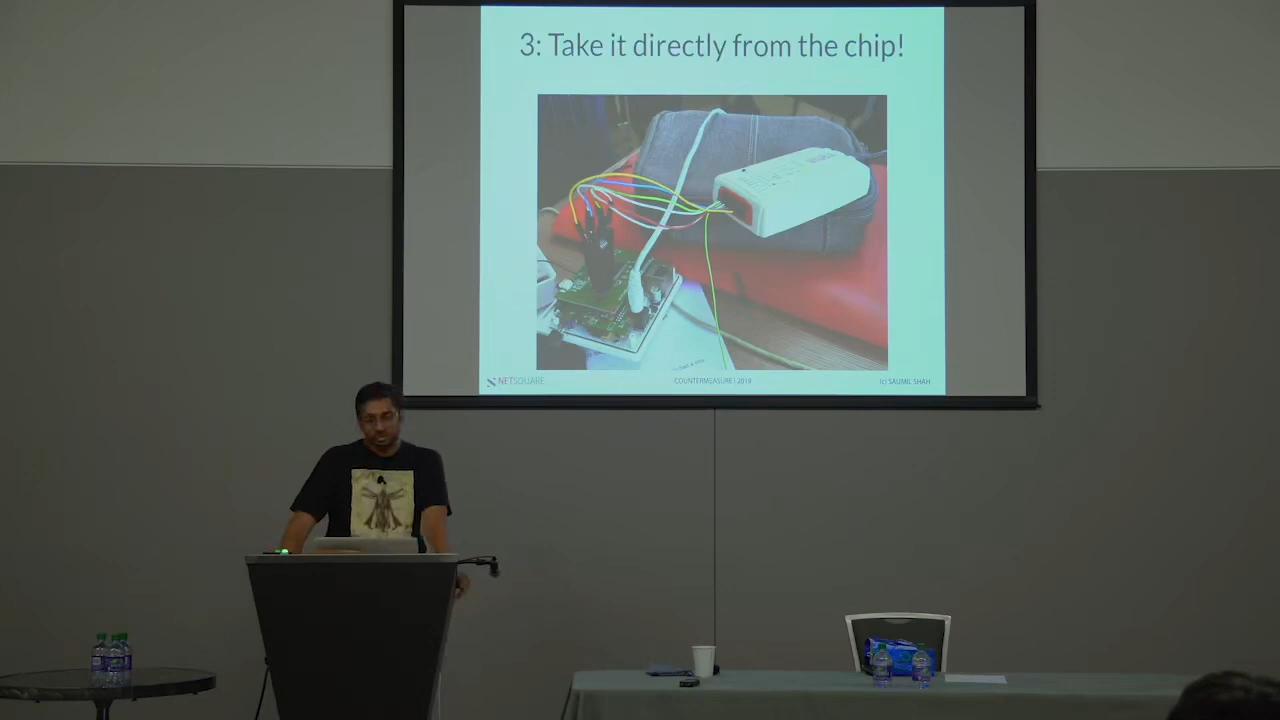 3: Take it directly from the chip!
NETSQUARE
COUNTERMEASURE | 2019
(c) SAUMIL SHAH